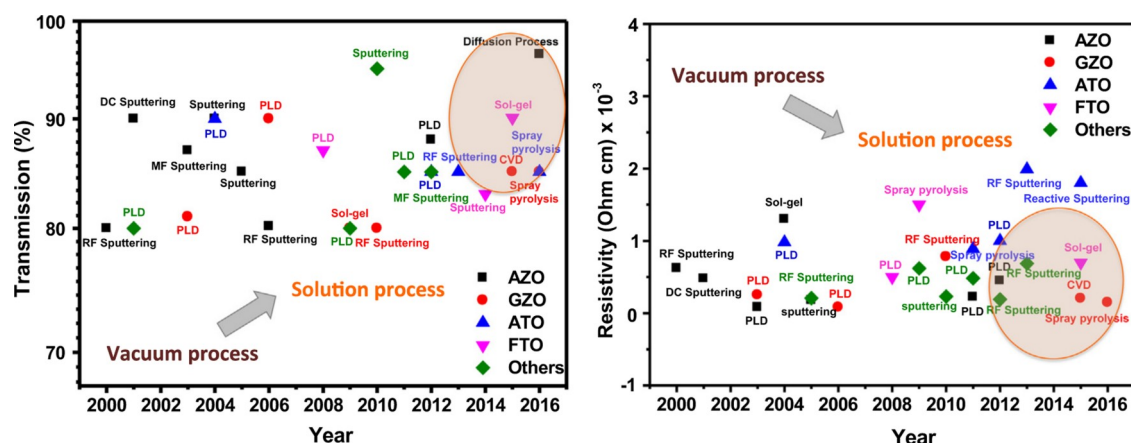 100
90
80
70
Transmission (%)
Diffusion Process
Sputtering
DC Sputtering
Sputtering
PLD
PLD
PLD
PLD
Sol-gel
MF Sputtering
Sputtering
PLD
RF Sputtering
CVD
Spray
pyrolysis
PLD
MF Sputtering
Spray
pyrolysis
Sputtering
PLD
RF Sputtering
PLD
RF Sputtering
Sol-gel
PLD
RF Sputtering
Vacuum process
Solution process
AZO
GZO
ATO
FTO
Others
2000
2002
2004
2006
2008
2010
2012
2014
2016
Year
4
3
2
1
0
-1
Resistivity (Ohm cm) x 10-3
Vacuum process
Solution process
AZO
GZO
ATO
FTO
Others
Sol-gel
Spray pyrolysis
RF Sputtering
Reactive Sputtering
RF Sputtering
PLD
RF Sputtering
PLD
Spray pyrolysis
Sol-gel
DC Sputtering
PLD
RF Sputtering
PLD
PLD
PLD
PLD
PLD
RF Sputtering
CVD
PLD
sputtering
sputtering
PLD
RF Sputtering
Spray pyrolysis
2000
2002
2004
2006
2008
2010
2012
2014
2016
Year